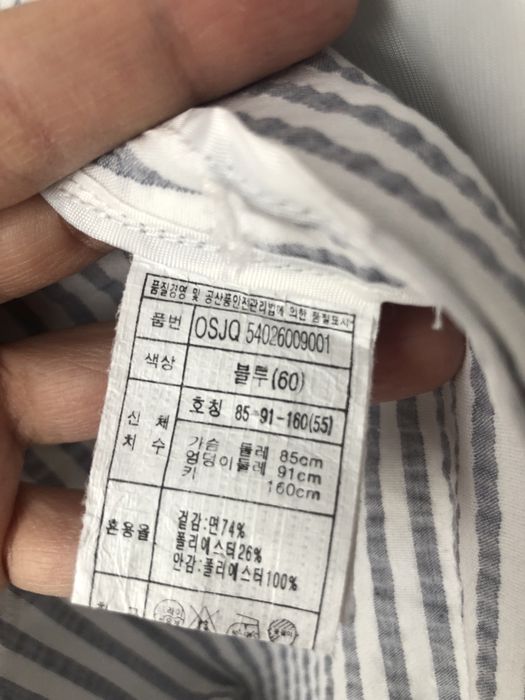 품질경영 및 공산품안전관리법에 의한 품질표시
품번 OSJQ 54026009001
색상 블루(60)
신체 치수 호칭 85-91-160(55)
가슴 둘레 85cm
엉덩이둘레 91cm
키 160cm
혼용율 겉감:면74%
폴리에스터26%
안감:폴리에스터100%